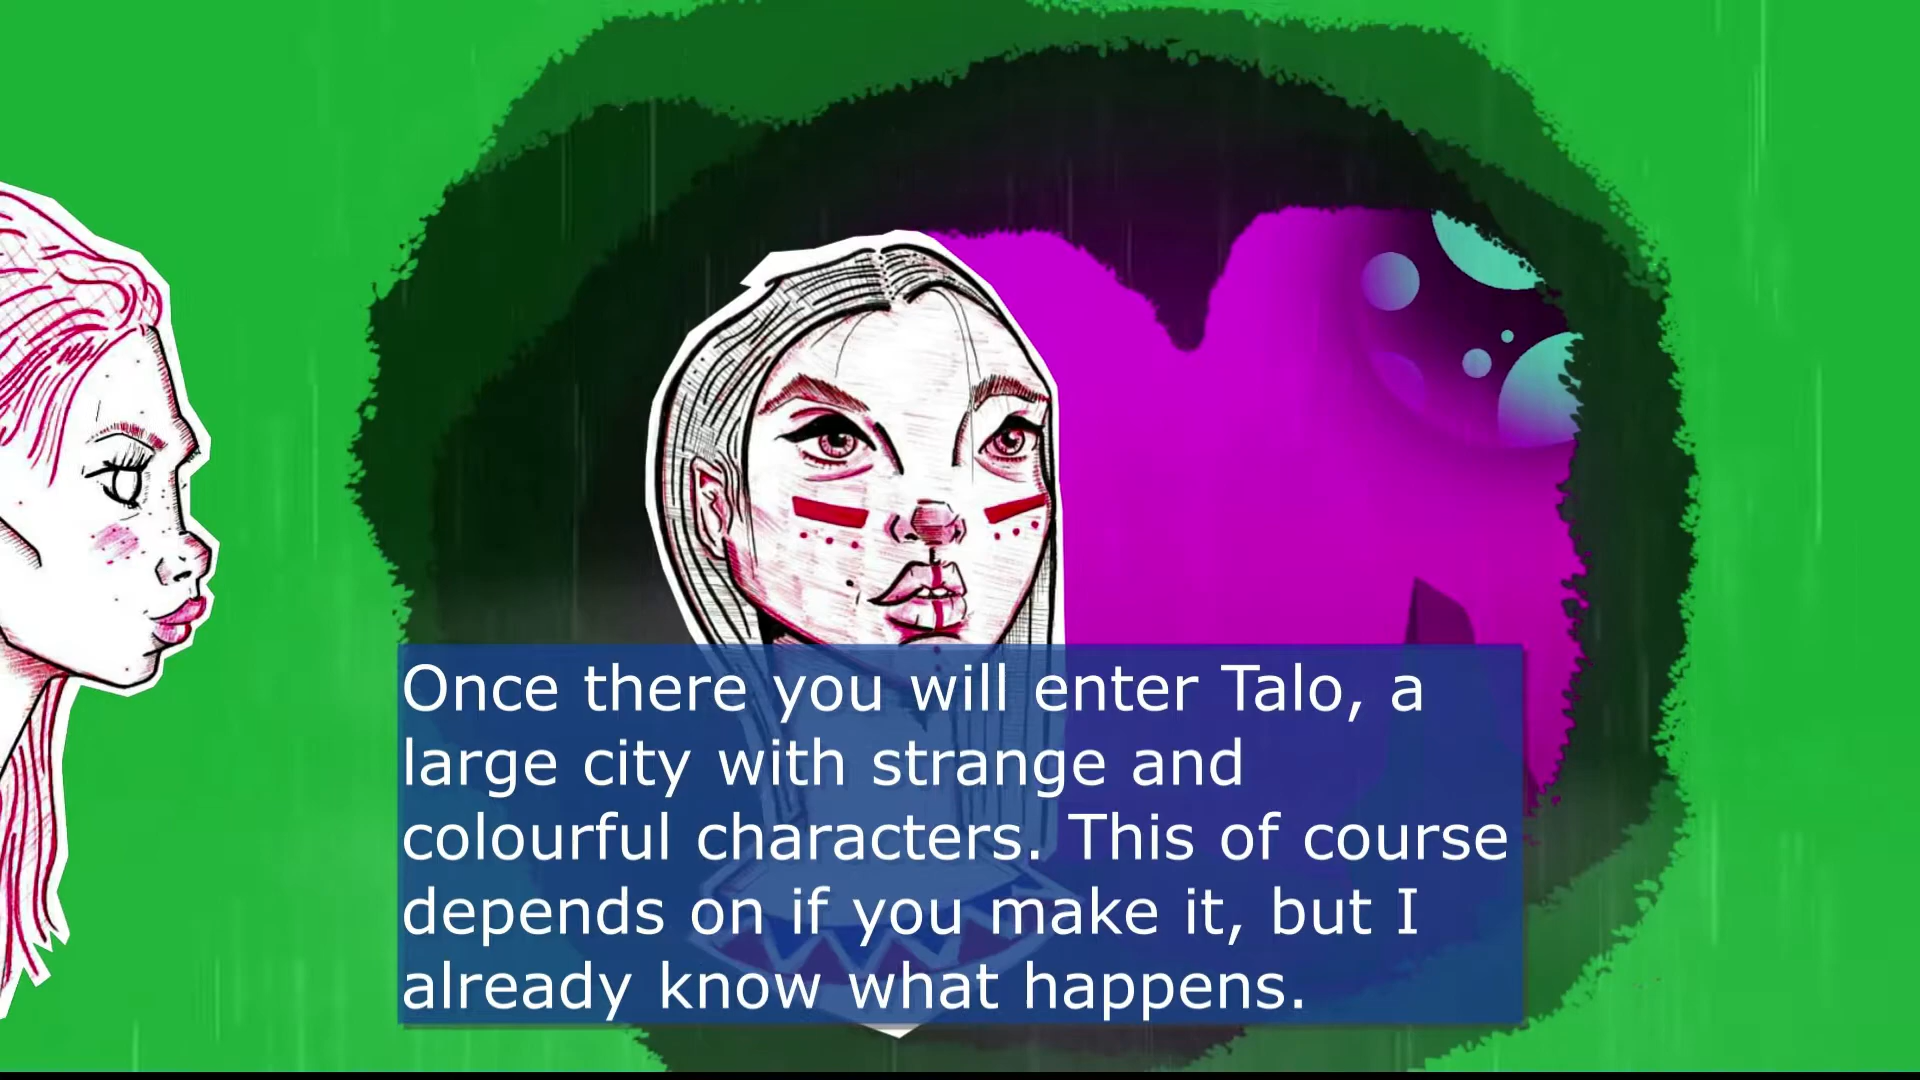 Once there you will enter Talo, a
large city with strange and
colourful characters. This of course
depends on if you make it, but I
already know what happens.